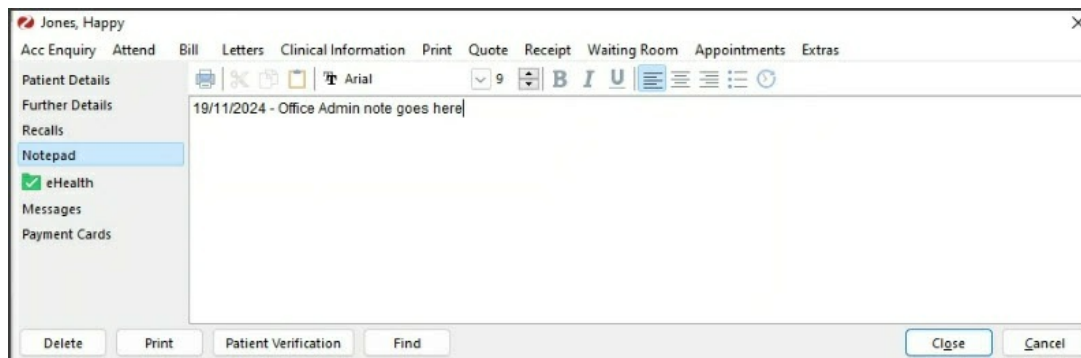 Jones, Happy
Acc Enquiry Attend Bill Letters Clinical Information Print Quote Receipt Waiting Room Appointments Extras
Patient Details
Further Details
Recalls
Notepad
eHealth
Messages
Payment Cards
Arial 9 B I U
19/11/2024 - Office Admin note goes here
Delete Print Patient Verification Find Close Cancel